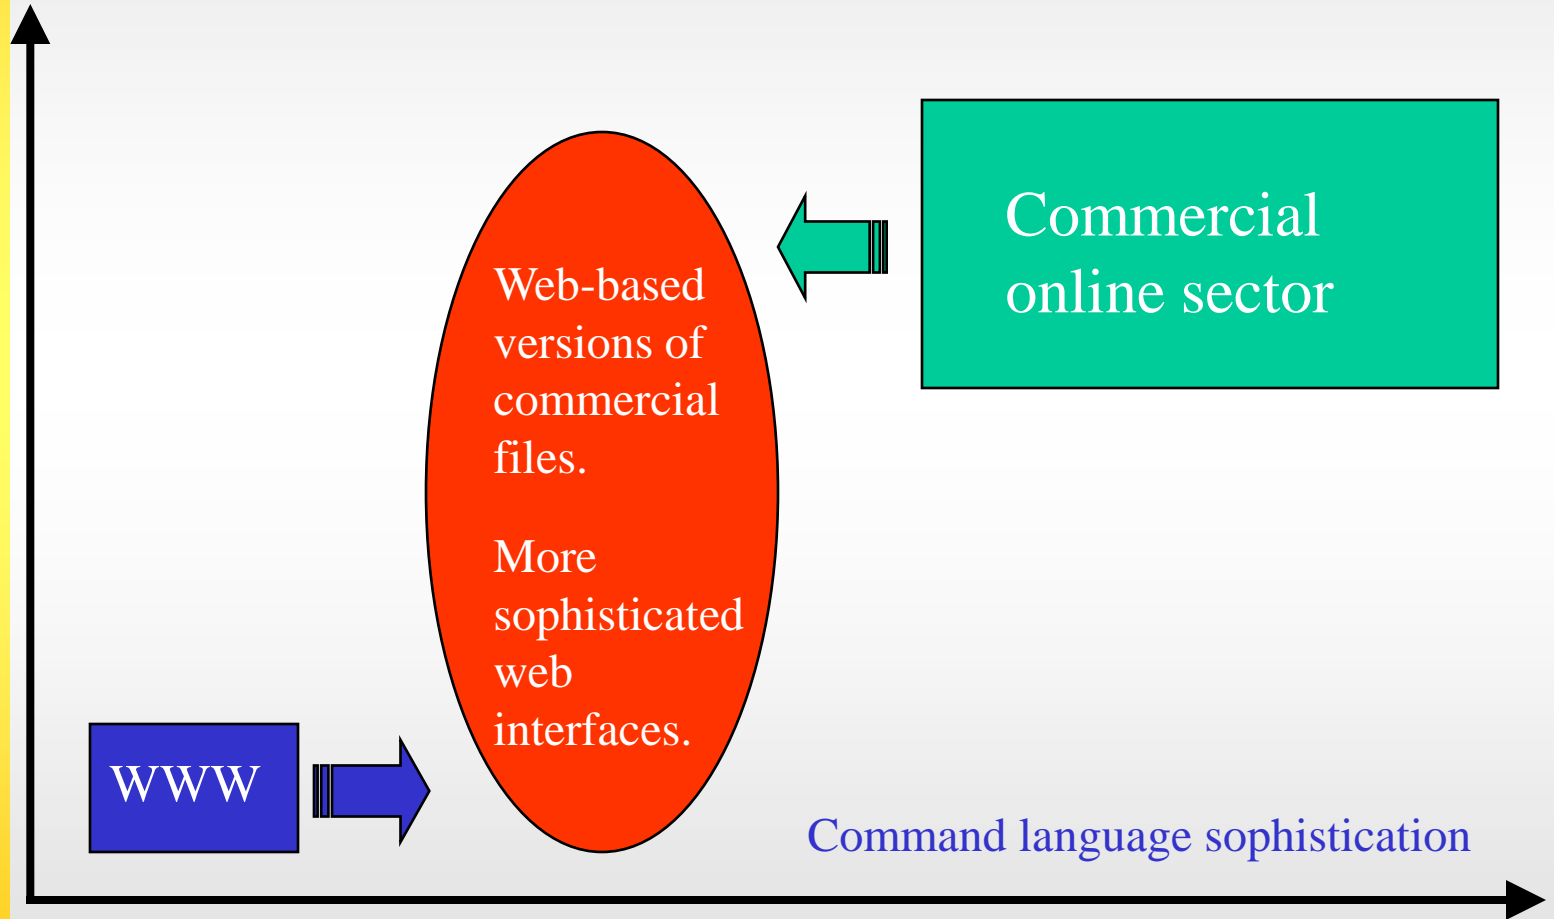 Commercial
online sector
Web-based
versions of
commercial
files.
More
sophisticated
web
interfaces.
WWW
Command language sophistication